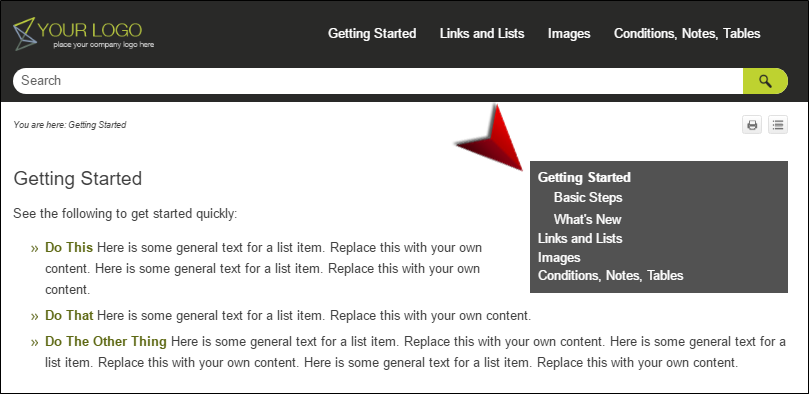 YOUR LOGO
place your company logo here
Getting Started Links and Lists Images Conditions, Notes, Tables
Search
You are here: Getting Started
Getting Started
Basic Steps
What's New
Links and Lists
Images
Conditions, Notes, Tables
Getting Started
See the following to get started quickly:
» Do This Here is some general text for a list item. Replace this with your own
content. Here is some general text for a list item. Replace this with your own
content.
» Do That Here is some general text for a list item. Replace this with your own content.
» Do The Other Thing Here is some general text for a list item. Replace this with your own content. Here is some general text for a
list item. Replace this with your own content. Here is some general text for a list item. Replace this with your own content.